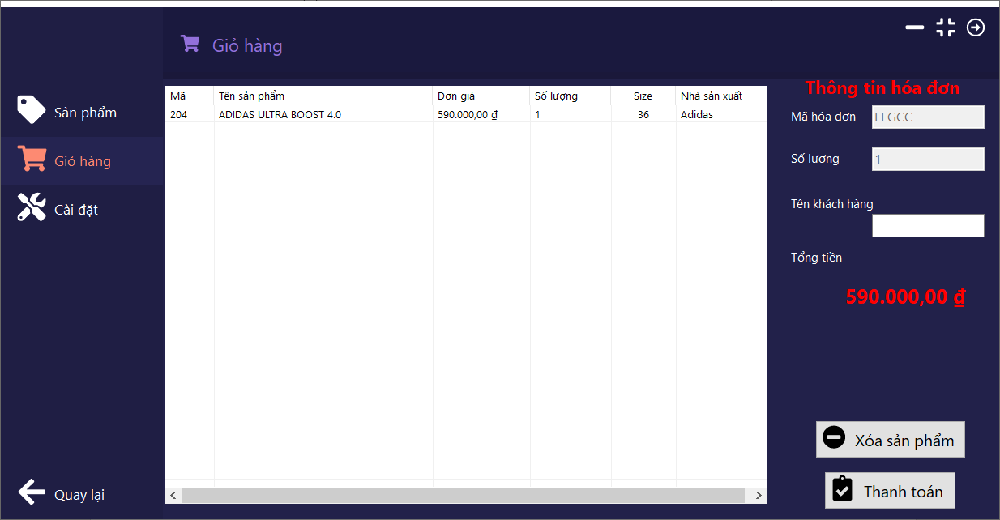 Giỏ hàng
Sản phẩm
Giỏ hàng
Cài đặt
Quay lại
Mã Tên sản phẩm Đơn giá Số lượng Size Nhà sản xuất
204 ADIDAS ULTRA BOOST 4.0 590.000,00 ₫ 1 36 Adidas
Thông tin hóa đơn
Mã hóa đơn FFGCC
Số lượng 1
Tên khách hàng
Tổng tiền
590.000,00 ₫
Xóa sản phẩm
Thanh toán